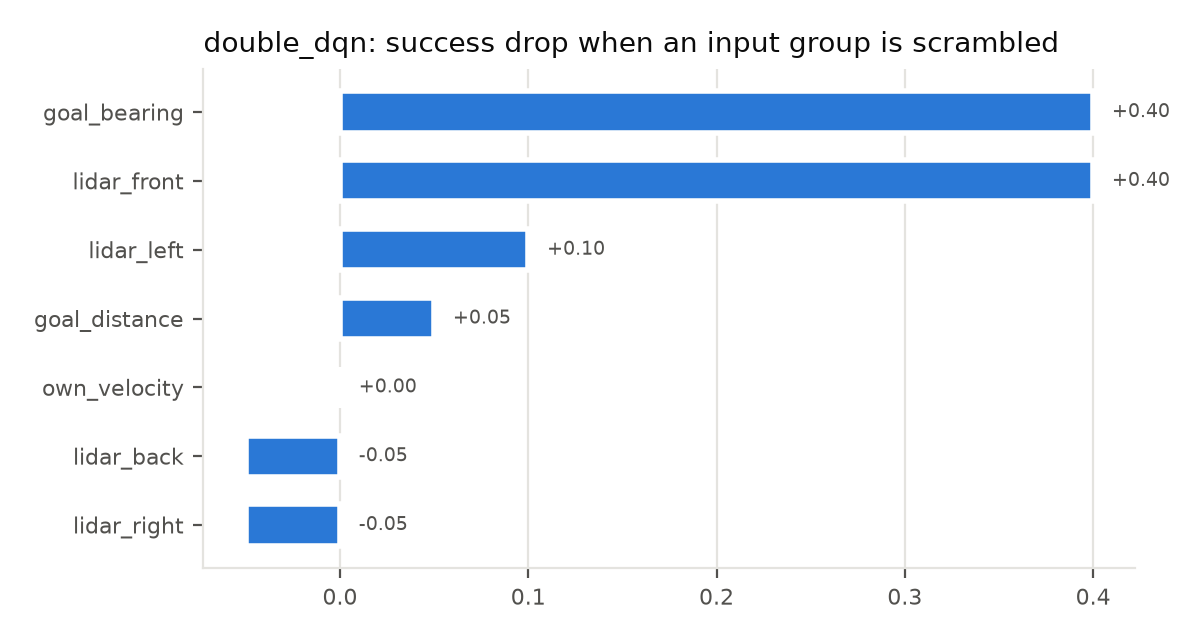 double_dqn: success drop when an input group is scrambled
goal_bearing +0.40
lidar_front +0.40
lidar_left +0.10
goal_distance +0.05
own_velocity +0.00
lidar_back -0.05
lidar_right -0.05
0.0 0.1 0.2 0.3 0.4